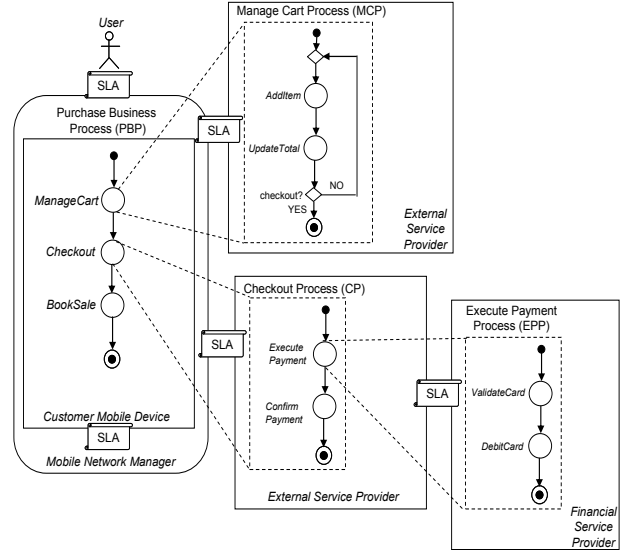 User
SLA
Purchase Business
Process (PBP)
ManageCart
Checkout
BookSale
Customer Mobile Device
SLA
Mobile Network Manager
SLA
Manage Cart Process (MCP)
AddItem
UpdateTotal
checkout?
NO
YES
External
Service
Provider
SLA
Checkout Process (CP)
Execute
Payment
Confirm
Payment
External Service Provider
SLA
Execute Payment
Process (EPP)
ValidateCard
DebitCard
Financial
Service
Provider